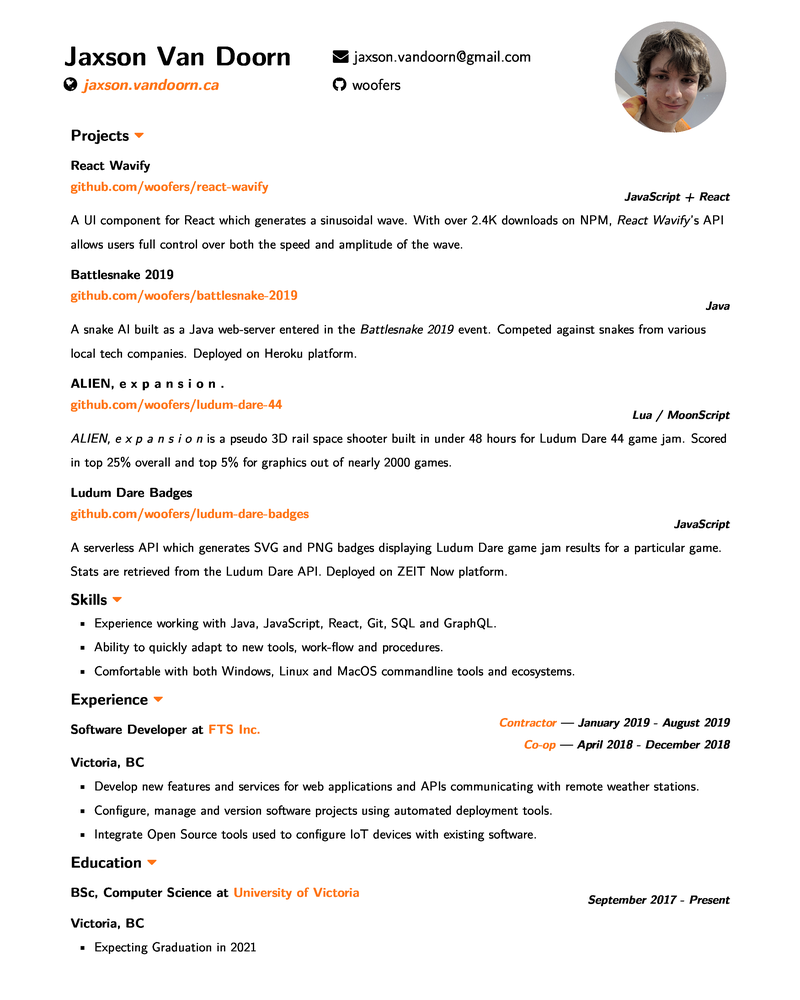 Jaxson Van Doorn
jaxson.vandoorn@gmail.com
jaxson.vandoorn.ca
woofers
Projects
React Wavify
github.com/woofers/react-wavify
JavaScript + React
A UI component for React which generates a sinusoidal wave. With over 2.4K downloads on NPM, React Wavify's API
allows users full control over both the speed and amplitude of the wave.
Battlesnake 2019
github.com/woofers/battlesnake-2019
Java
A snake AI built as a Java web-server entered in the Battlesnake 2019 event. Competed against snakes from various
local tech companies. Deployed on Heroku platform.
ALIEN, e x p a n s i o n .
github.com/woofers/ludum-dare-44
Lua / MoonScript
ALIEN, e x p a n s i o n is a pseudo 3D rail space shooter built in under 48 hours for Ludum Dare 44 game jam. Scored
in top 25% overall and top 5% for graphics out of nearly 2000 games.
Ludum Dare Badges
github.com/woofers/ludum-dare-badges
JavaScript
A serverless API which generates SVG and PNG badges displaying Ludum Dare game jam results for a particular game.
Stats are retrieved from the Ludum Dare API. Deployed on ZEIT Now platform.
Skills
▪ Experience working with Java, JavaScript, React, Git, SQL and GraphQL.
▪ Ability to quickly adapt to new tools, work-flow and procedures.
▪ Comfortable with both Windows, Linux and MacOS commandline tools and ecosystems.
Experience
Software Developer at FTS Inc.
Contractor — January 2019 - August 2019
Co-op — April 2018 - December 2018
Victoria, BC
▪ Develop new features and services for web applications and APIs communicating with remote weather stations.
▪ Configure, manage and version software projects using automated deployment tools.
▪ Integrate Open Source tools used to configure IoT devices with existing software.
Education
BSc, Computer Science at University of Victoria
September 2017 - Present
Victoria, BC
▪ Expecting Graduation in 2021